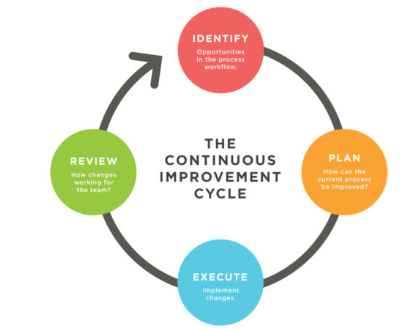 IDENTIFY
Opportunities
in the process
workflow.
PLAN
How can the
current process
be improved?
EXECUTE
Implement
changes.
REVIEW
How changes
working for
the team?
THE
CONTINUOUS
IMPROVEMENT
CYCLE